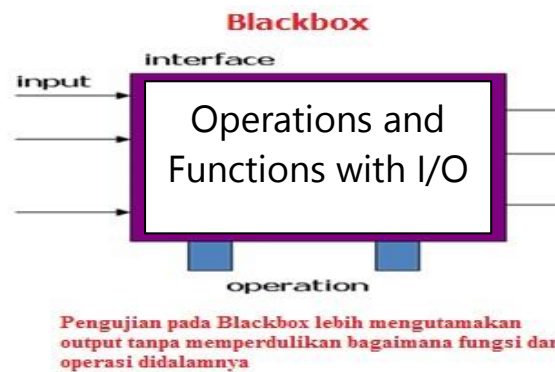 Blackbox
interface
input
Operations and
Functions with I/O
operation
Pengujian pada Blackbox lebih mengutamakan
output tanpa memperdulikan bagaimana fungsi dan
operasi didalamnya